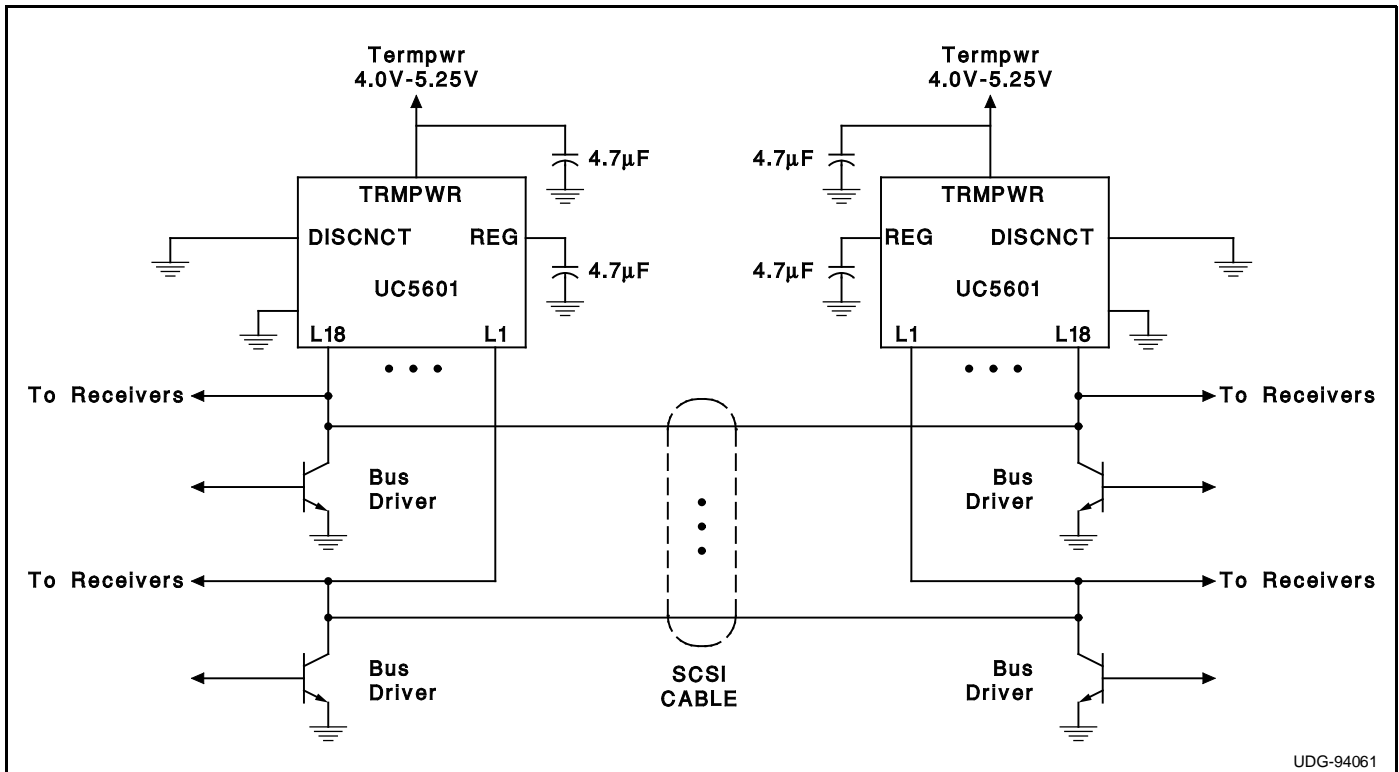 Termpwr
4.0V-5.25V
Termpwr
4.0V-5.25V
4.7µF
4.7µF
TRMPWR
TRMPWR
DISCNCT
REG
REG
DISCNCT
4.7µF
4.7µF
UC5601
UC5601
L18
L1
L1
L18
To Receivers
To Receivers
Bus
Driver
Bus
Driver
To Receivers
To Receivers
Bus
Driver
SCSI
CABLE
Bus
Driver
UDG-94061